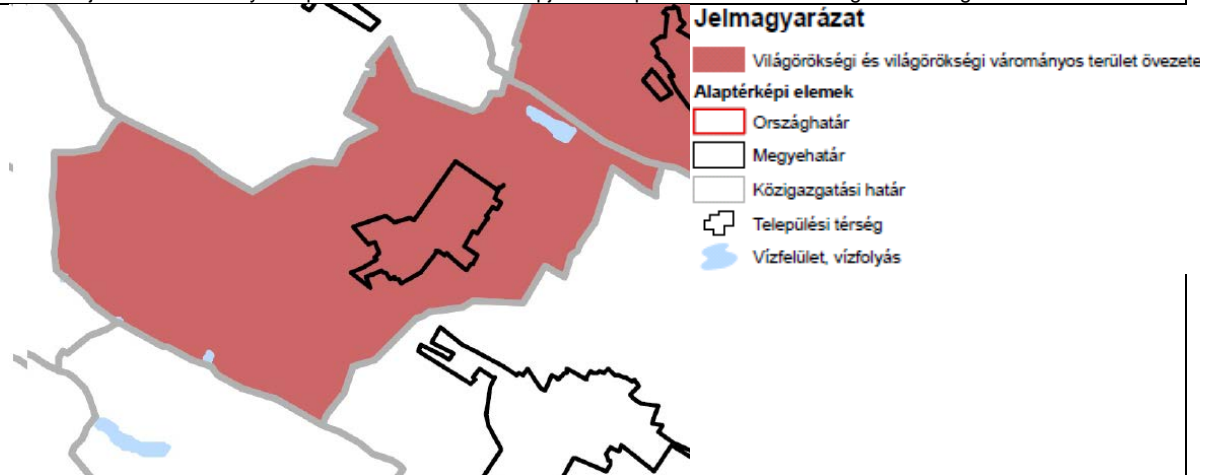 Jelmagyarázat
Világörökségi és világörökségi várományos terület övezete
Alaptérképi elemek
Országhatár
Megyehatár
Közigazgatási határ
Települési térség
Vízfelület, vízfolyás